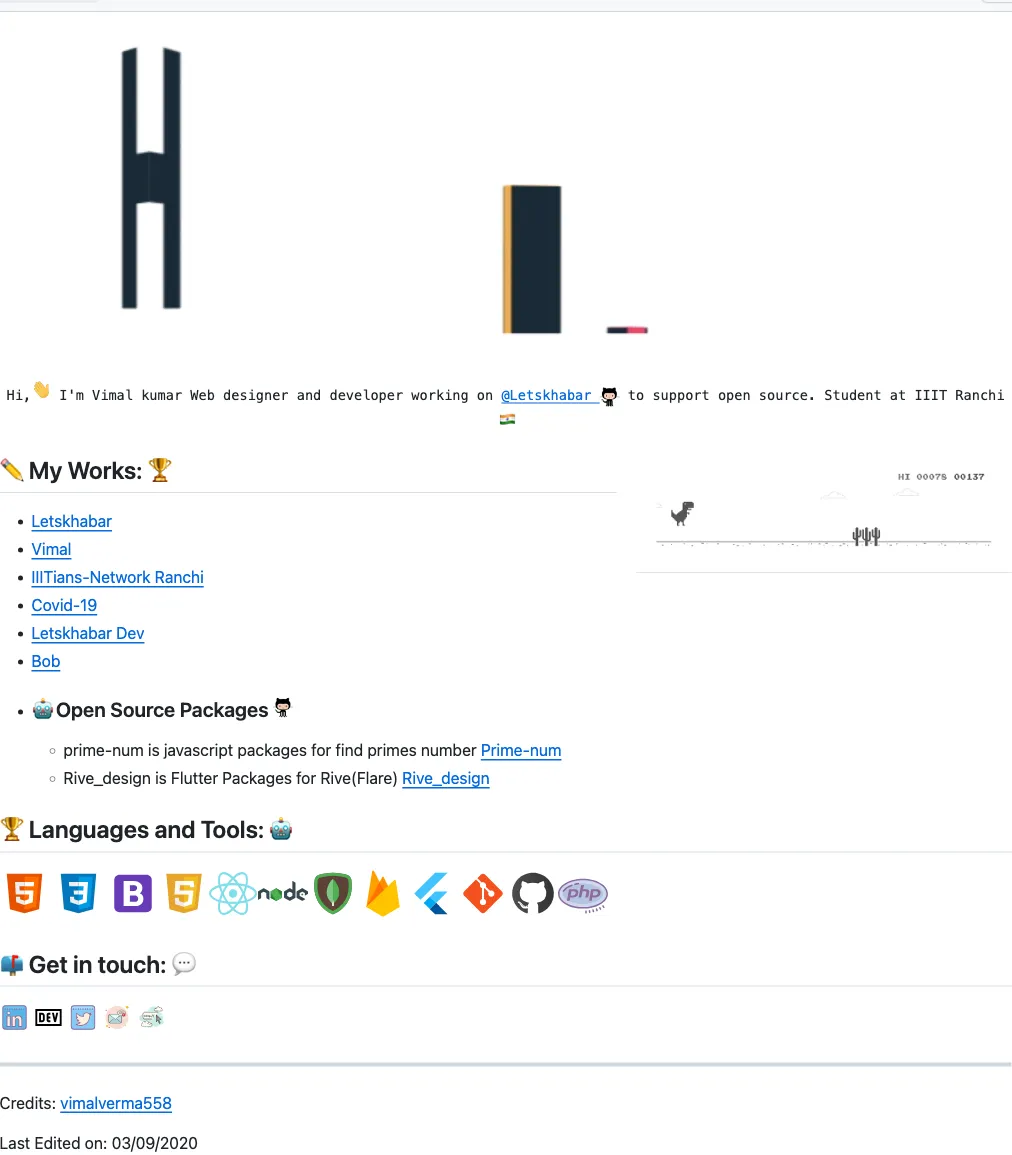 Hi,👋 I'm Vimal kumar Web designer and developer working on @Letskhabar to support open source. Student at IIIT Ranchi
🇮🇳
✏️ My Works: 🏆
HI 00078 00137
Letskhabar
Vimal
IIITians-Network Ranchi
Covid-19
Letskhabar Dev
Bob
🤖Open Source Packages
prime-num is javascript packages for find primes number Prime-num
Rive_design is Flutter Packages for Rive(Flare) Rive_design
🏆 Languages and Tools: 🤖
5 3 B 5 node php
📫 Get in touch: 💬
in DEV
Credits: vimalverma558
Last Edited on: 03/09/2020